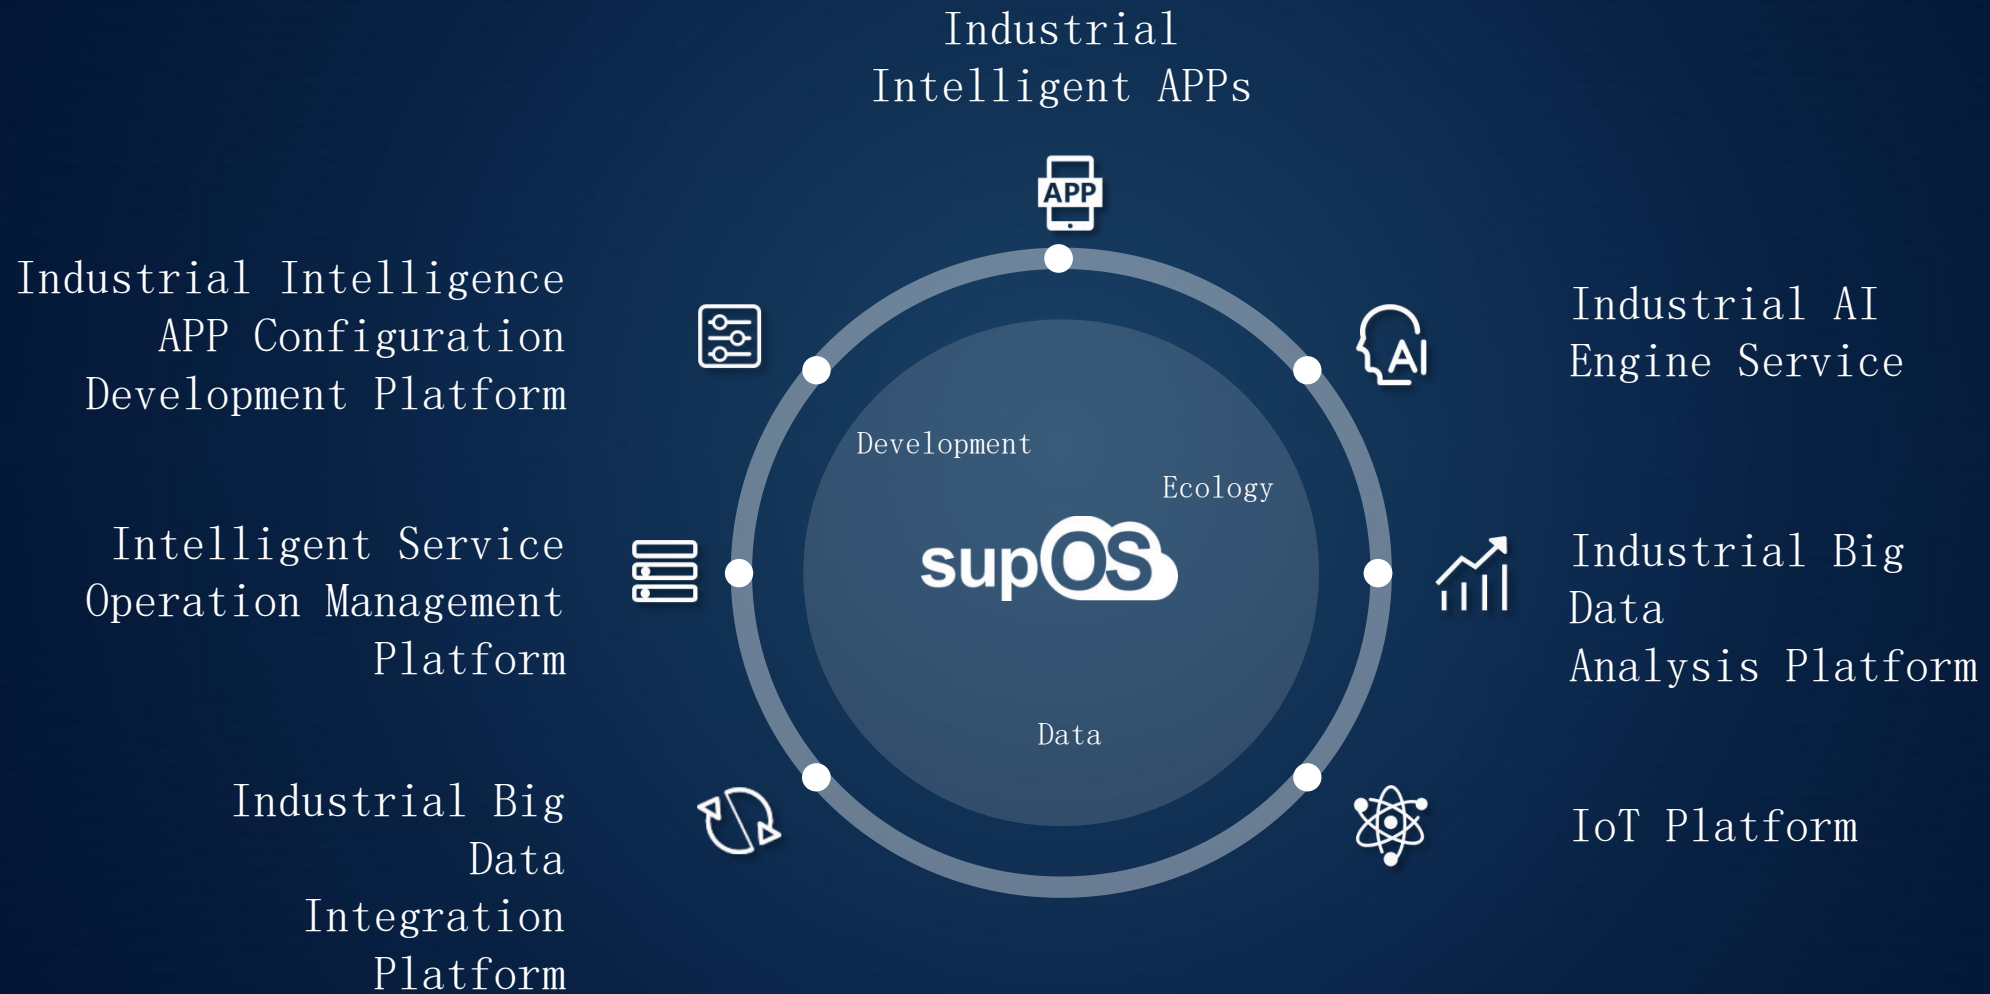 Industrial
Intelligent APPs
APP
Industrial Intelligence
APP Configuration
Development Platform
Industrial AI
Engine Service
AI
Development
Ecology
supOS
Intelligent Service
Operation Management
Platform
Industrial Big
Data
Analysis Platform
Data
Industrial Big
Data
Integration
Platform
IoT Platform